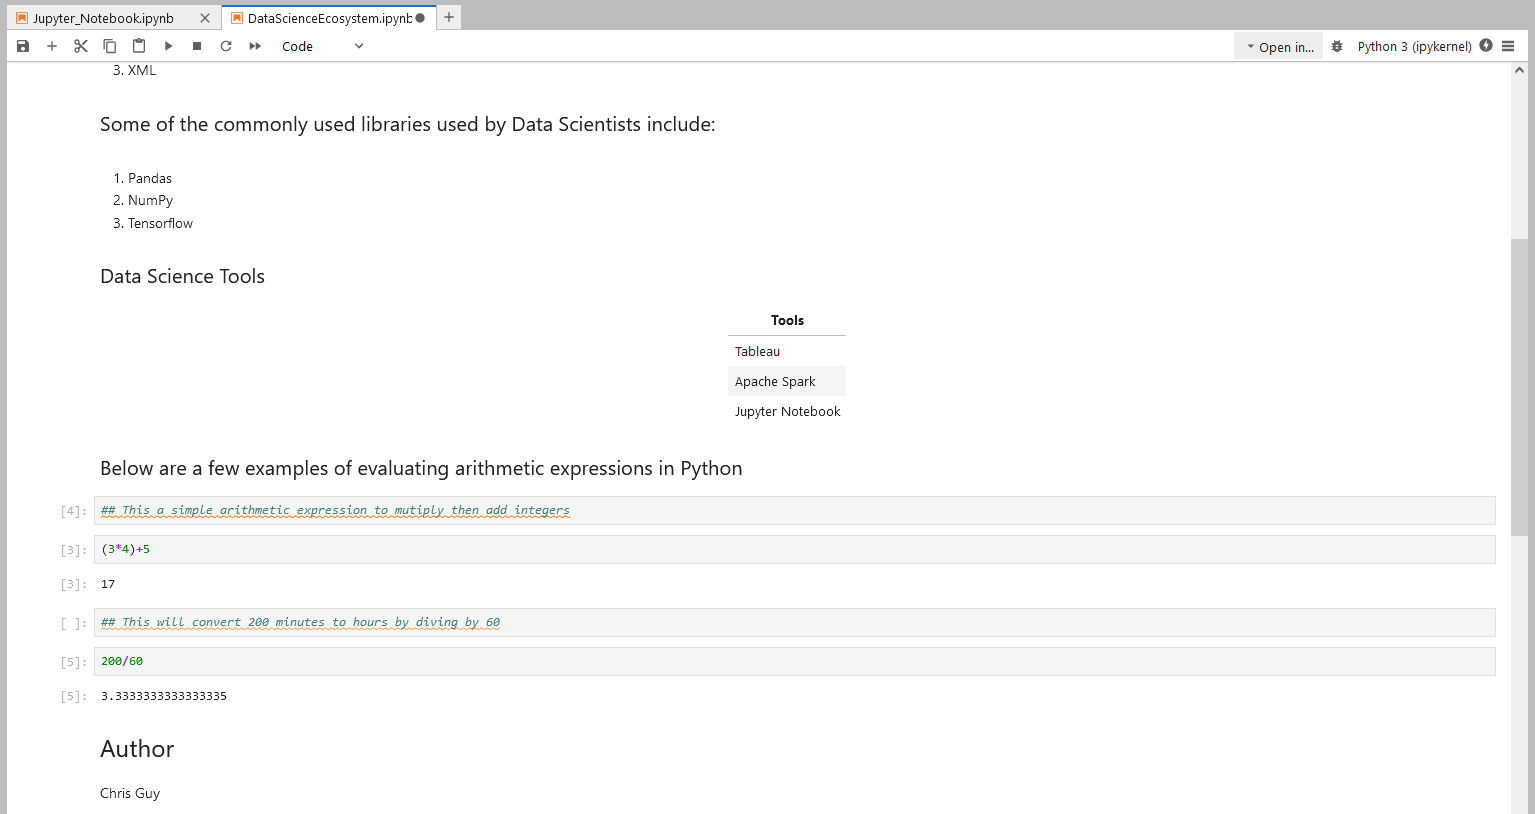 Jupyter_Notebook.ipynb
DataScienceEcosystem.ipynb
Code
Open in...
Python 3 (ipykernel)
3. XML
Some of the commonly used libraries used by Data Scientists include:
1. Pandas
2. NumPy
3. Tensorflow
Data Science Tools
Tools
Tableau
Apache Spark
Jupyter Notebook
Below are a few examples of evaluating arithmetic expressions in Python
[4]: ## This a simple arithmetic expression to mutiply then add integers
[3]: (3*4)+5
[3]: 17
[ ]: ## This will convert 200 minutes to hours by diving by 60
[5]: 200/60
[5]: 3.3333333333333335
Author
Chris Guy